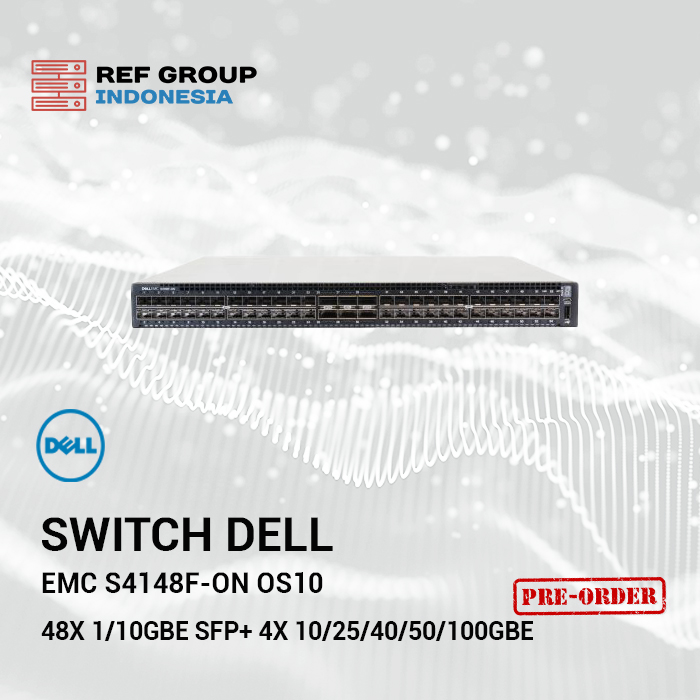 REF GROUP
INDONESIA
DELL
SWITCH DELL
EMC S4148F-ON OS10
PRE-ORDER
48X 1/10GBE SFP+ 4X 10/25/40/50/100GBE